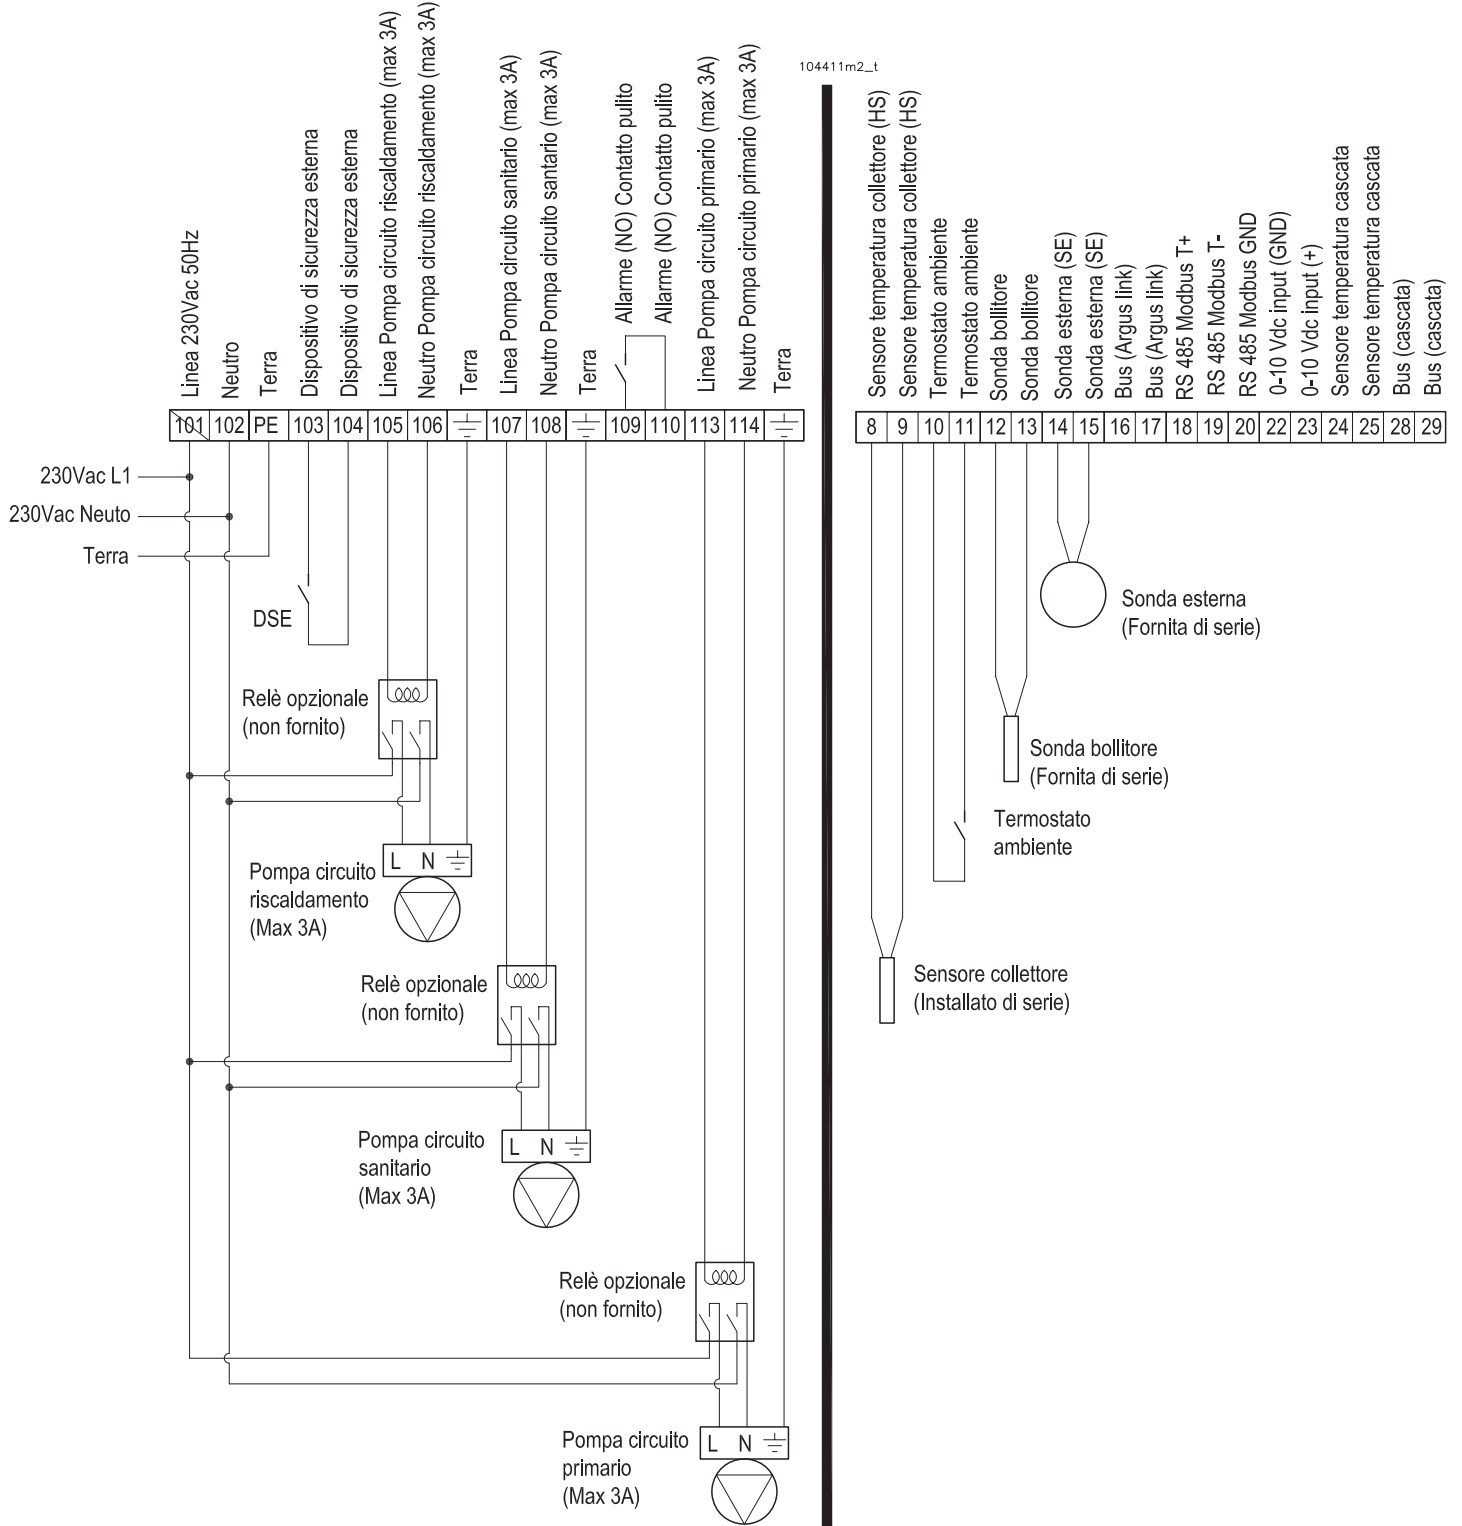 104411m2_t
Linea 230Vac 50Hz
Neutro
Terra
Dispositivo di sicurezza esterna
Dispositivo di sicurezza esterna
Linea Pompa circuito riscaldamento (max 3A)
Neutro Pompa circuito riscaldamento (max 3A)
Terra
Linea Pompa circuito sanitario (max 3A)
Neutro Pompa circuito santario (max 3A)
Terra
Allarme (NO) Contatto pulito
Allarme (NO) Contatto pulito
Linea Pompa circuito primario (max 3A)
Neutro Pompa circuito primario (max 3A)
Terra
Sensore temperatura collettore (HS)
Sensore temperatura collettore (HS)
Termostato ambiente
Termostato ambiente
Sonda bollitore
Sonda bollitore
Sonda esterna (SE)
Sonda esterna (SE)
Bus (Argus link)
Bus (Argus link)
RS 485 Modbus T+
RS 485 Modbus T-
RS 485 Modbus GND
0-10 Vdc input (GND)
0-10 Vdc input (+)
Sensore temperatura cascata
Sensore temperatura cascata
Bus (cascata)
Bus (cascata)
101 102 PE 103 104 105 106 107 108 109 110 113 114
8 9 10 11 12 13 14 15 16 17 18 19 20 22 23 24 25 28 29
230Vac L1
230Vac Neuto
Terra
DSE
Relè opzionale
(non fornito)
L N
Pompa circuito
riscaldamento
(Max 3A)
Relè opzionale
(non fornito)
L N
Pompa circuito
sanitario
(Max 3A)
Relè opzionale
(non fornito)
L N
Pompa circuito
primario
(Max 3A)
Sonda esterna
(Fornita di serie)
Sonda bollitore
(Fornita di serie)
Termostato
ambiente
Sensore collettore
(Installato di serie)